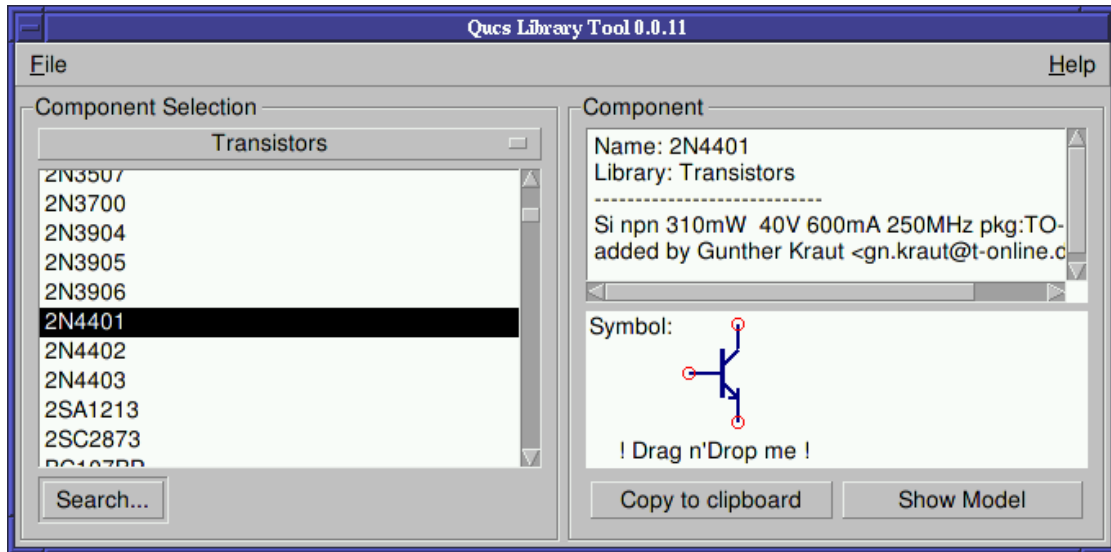 Qucs Library Tool 0.0.11
File
Help
Component Selection
Transistors
2N3507
2N3700
2N3904
2N3905
2N3906
2N4401
2N4402
2N4403
2SA1213
2SC2873
Search...
Component
Name: 2N4401
Library: Transistors
----------------------------
Si npn 310mW  40V 600mA 250MHz pkg:TO-
added by Gunther Kraut <gn.kraut@t-online.d
Symbol:
! Drag n'Drop me !
Copy to clipboard
Show Model